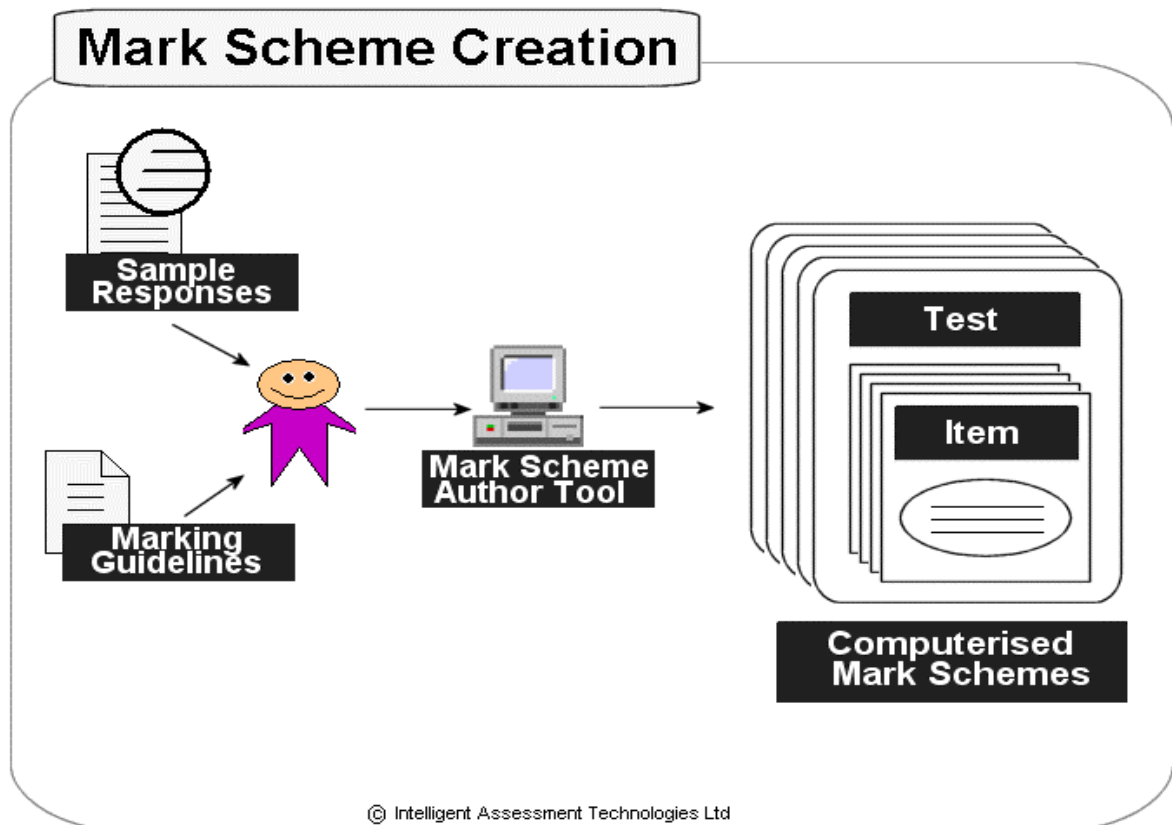 Mark Scheme Creation
Sample
Responses
Test
Item
Mark Scheme
Author Tool
Marking
Guidelines
Computerised
Mark Schemes
© Intelligent Assessment Technologies Ltd